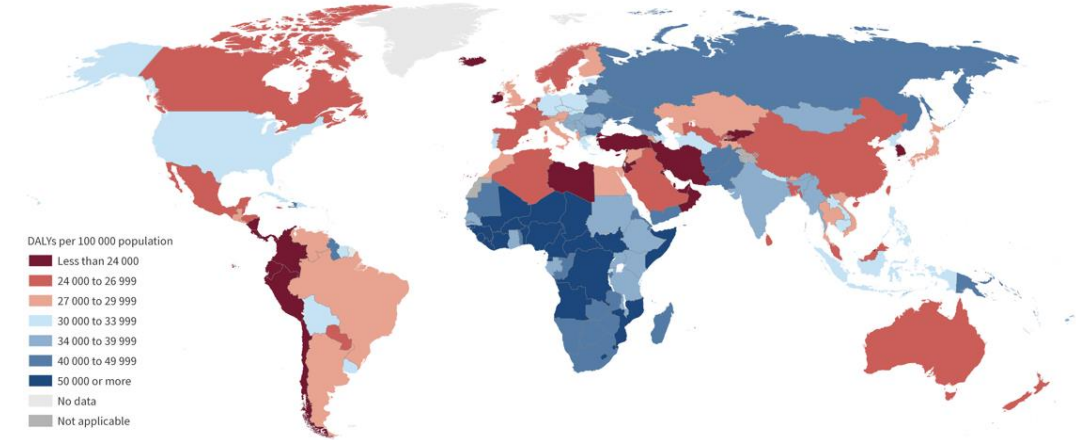 DALYs per 100 000 population
Less than 24 000
24 000 to 26 999
27 000 to 29 999
30 000 to 33 999
34 000 to 39 999
40 000 to 49 999
50 000 or more
No data
Not applicable